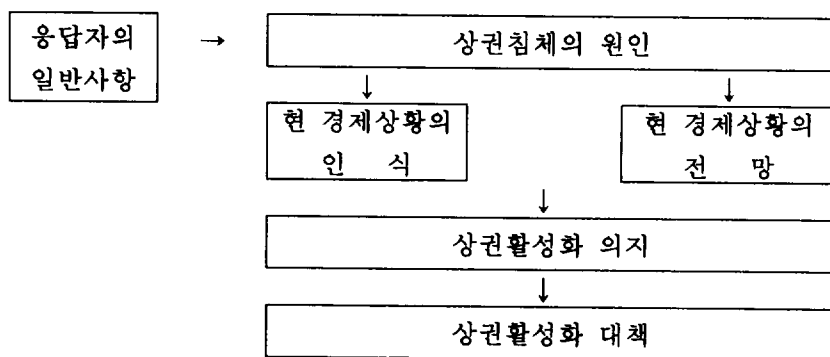 응답자의
일반사항
→
상권침체의 원인
↓ ↓
현 경제상황의
인 식
현 경제상황의
전 망
↓
상권활성화 의지
↓
상권활성화 대책